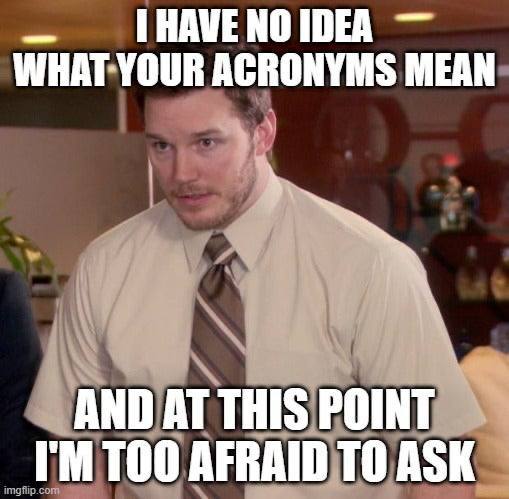 I HAVE NO IDEA
WHAT YOUR ACRONYMS MEAN
AND AT THIS POINT
I'M TOO AFRAID TO ASK
imgflip.com